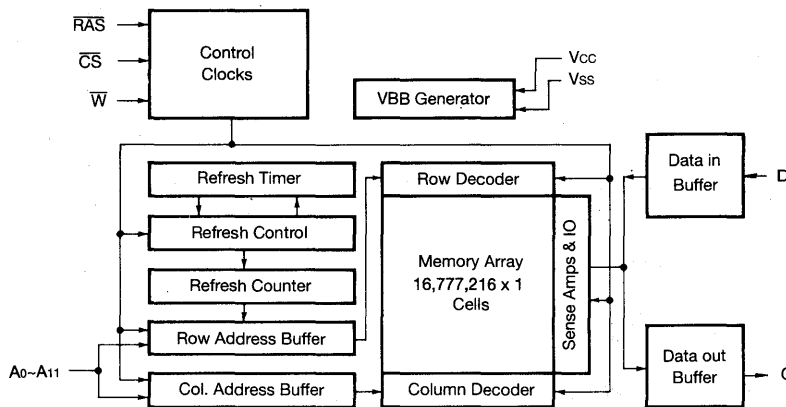 RAS
CS
W
Control
Clocks
VBB Generator
Vcc
Vss
Refresh Timer
Refresh Control
Refresh Counter
Row Address Buffer
Col. Address Buffer
A0~A11
Row Decoder
Memory Array
16,777,216 x 1
Cells
Sense Amps & IO
Column Decoder
Data in
Buffer
D
Data out
Buffer